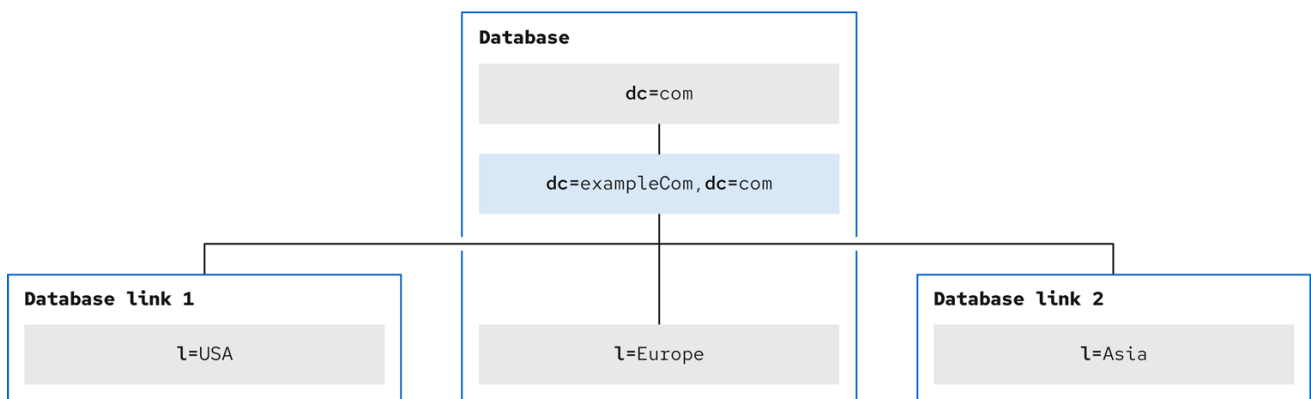 Database
dc=com
dc=exampleCom,dc=com
Database link 1
l=USA
l=Europe
Database link 2
l=Asia